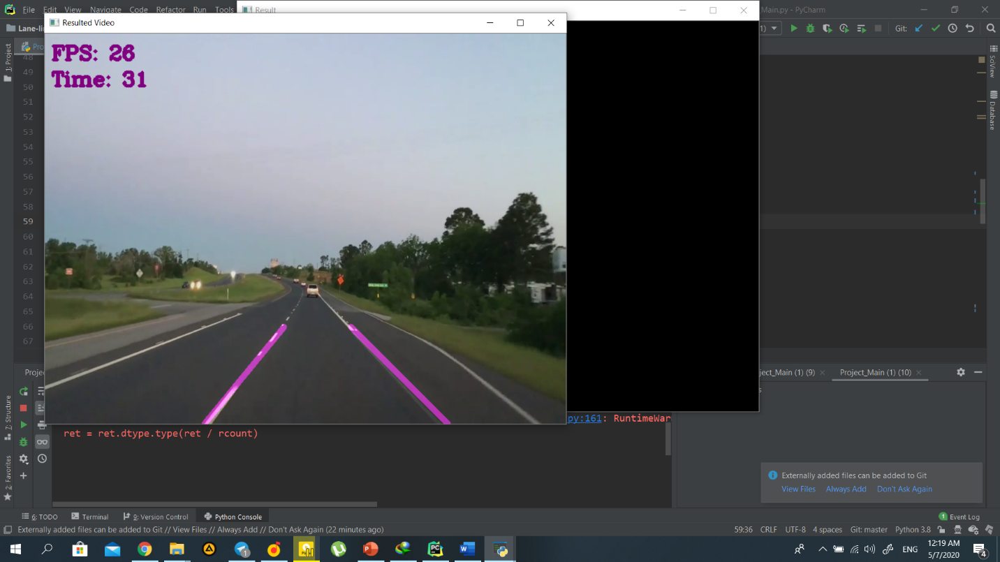 File Edit View Navigate Code Refactor Run Tools
Result
Main.py - PyCharm
Resulted Video
Lane-li
1)
Git:
1: Project
Pro
FPS: 26
Time: 31
SciView
Database
48
49
50
51
52
53
54
55
56
57
58
59
60
61
62
63
64
65
66
67
Projec
ject_Main (1) (9)
Project_Main (1) (10)
s
7: Structure
2: Favorites
py:161: RuntimeWar
ret = ret.dtype.type(ret / rcount)
Externally added files can be added to Git
View Files Always Add Don't Ask Again
6: TODO Terminal 9: Version Control Python Console
1 Event Log
Externally added files can be added to Git // View Files // Always Add // Don't Ask Again (22 minutes ago)
59:36 CRLF UTF-8 4 spaces Git: master Python 3.8
ENG
12:19 AM
5/7/2020
4